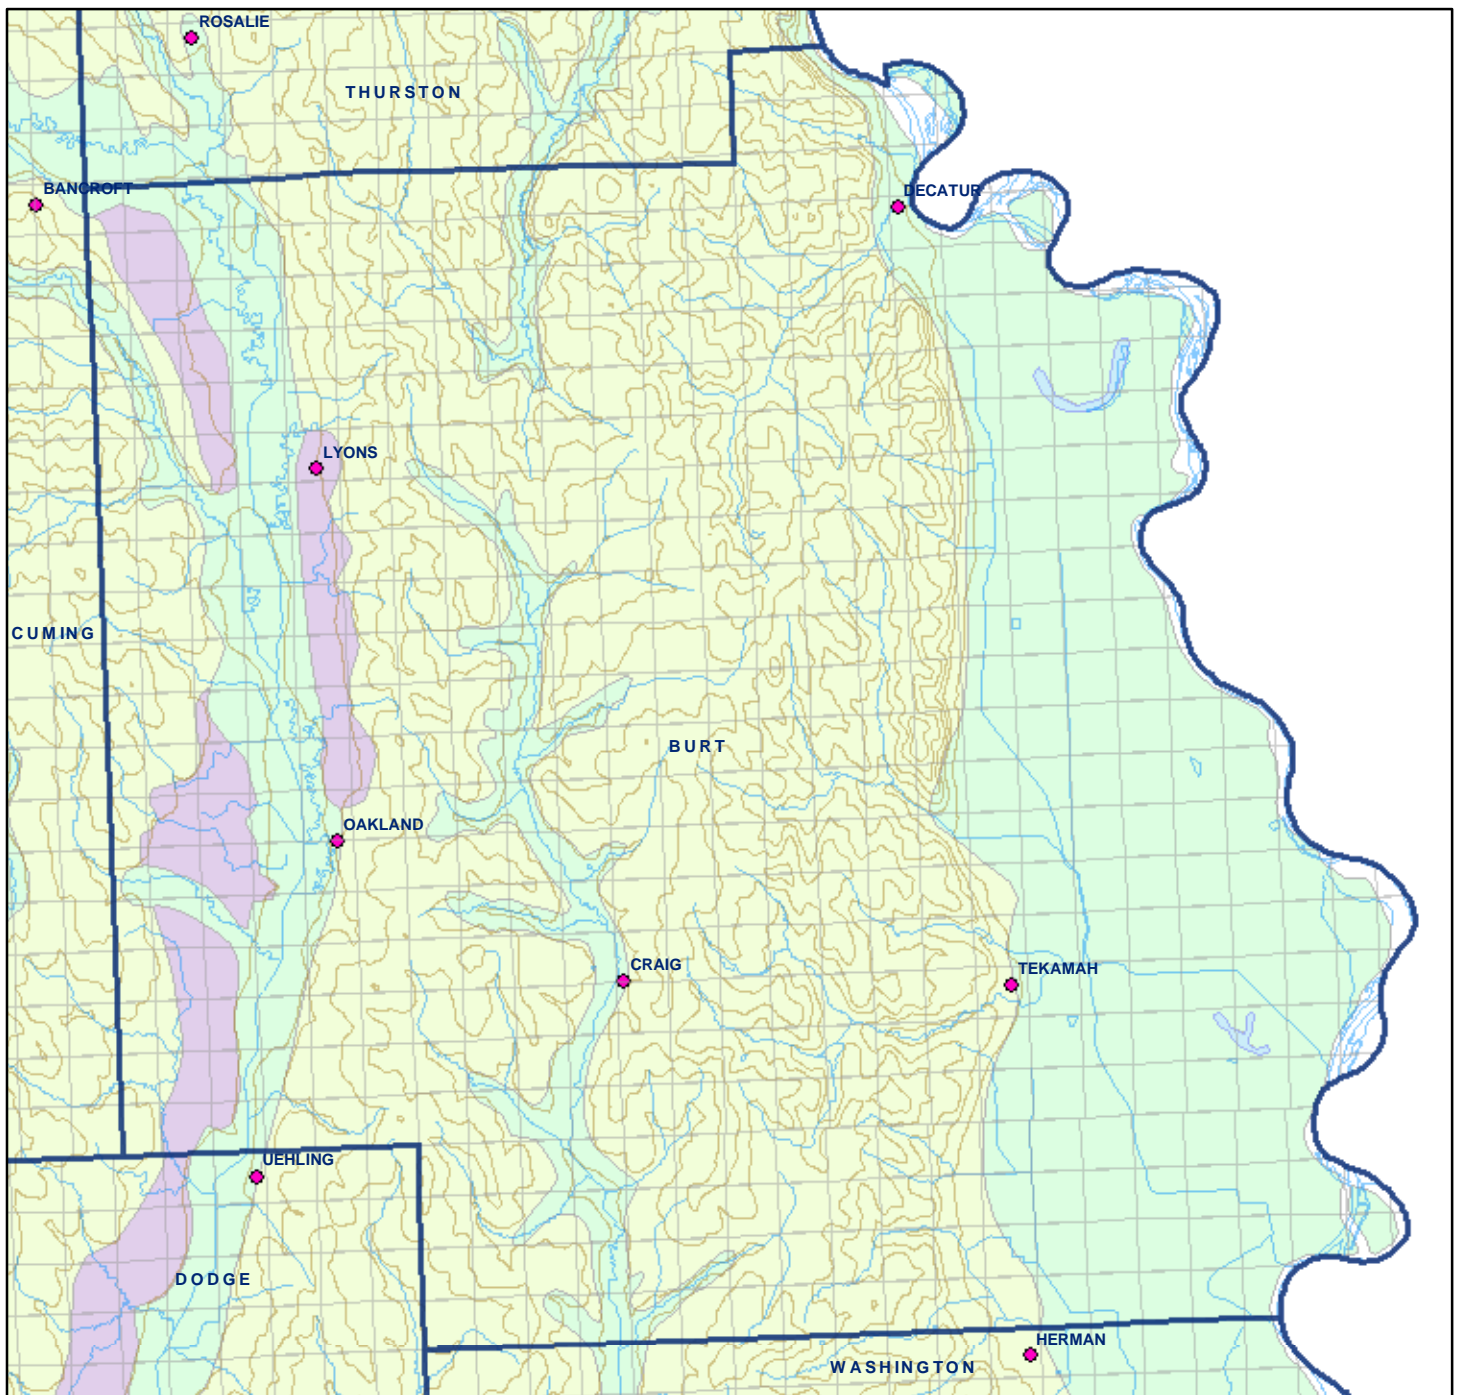 ROSALIE
THURSTON
BANCROFT
DECATUR
LYONS
CUMING
BURT
OAKLAND
CRAIG
TEKAMAH
UEHLING
DODGE
HERMAN
WASHINGTON